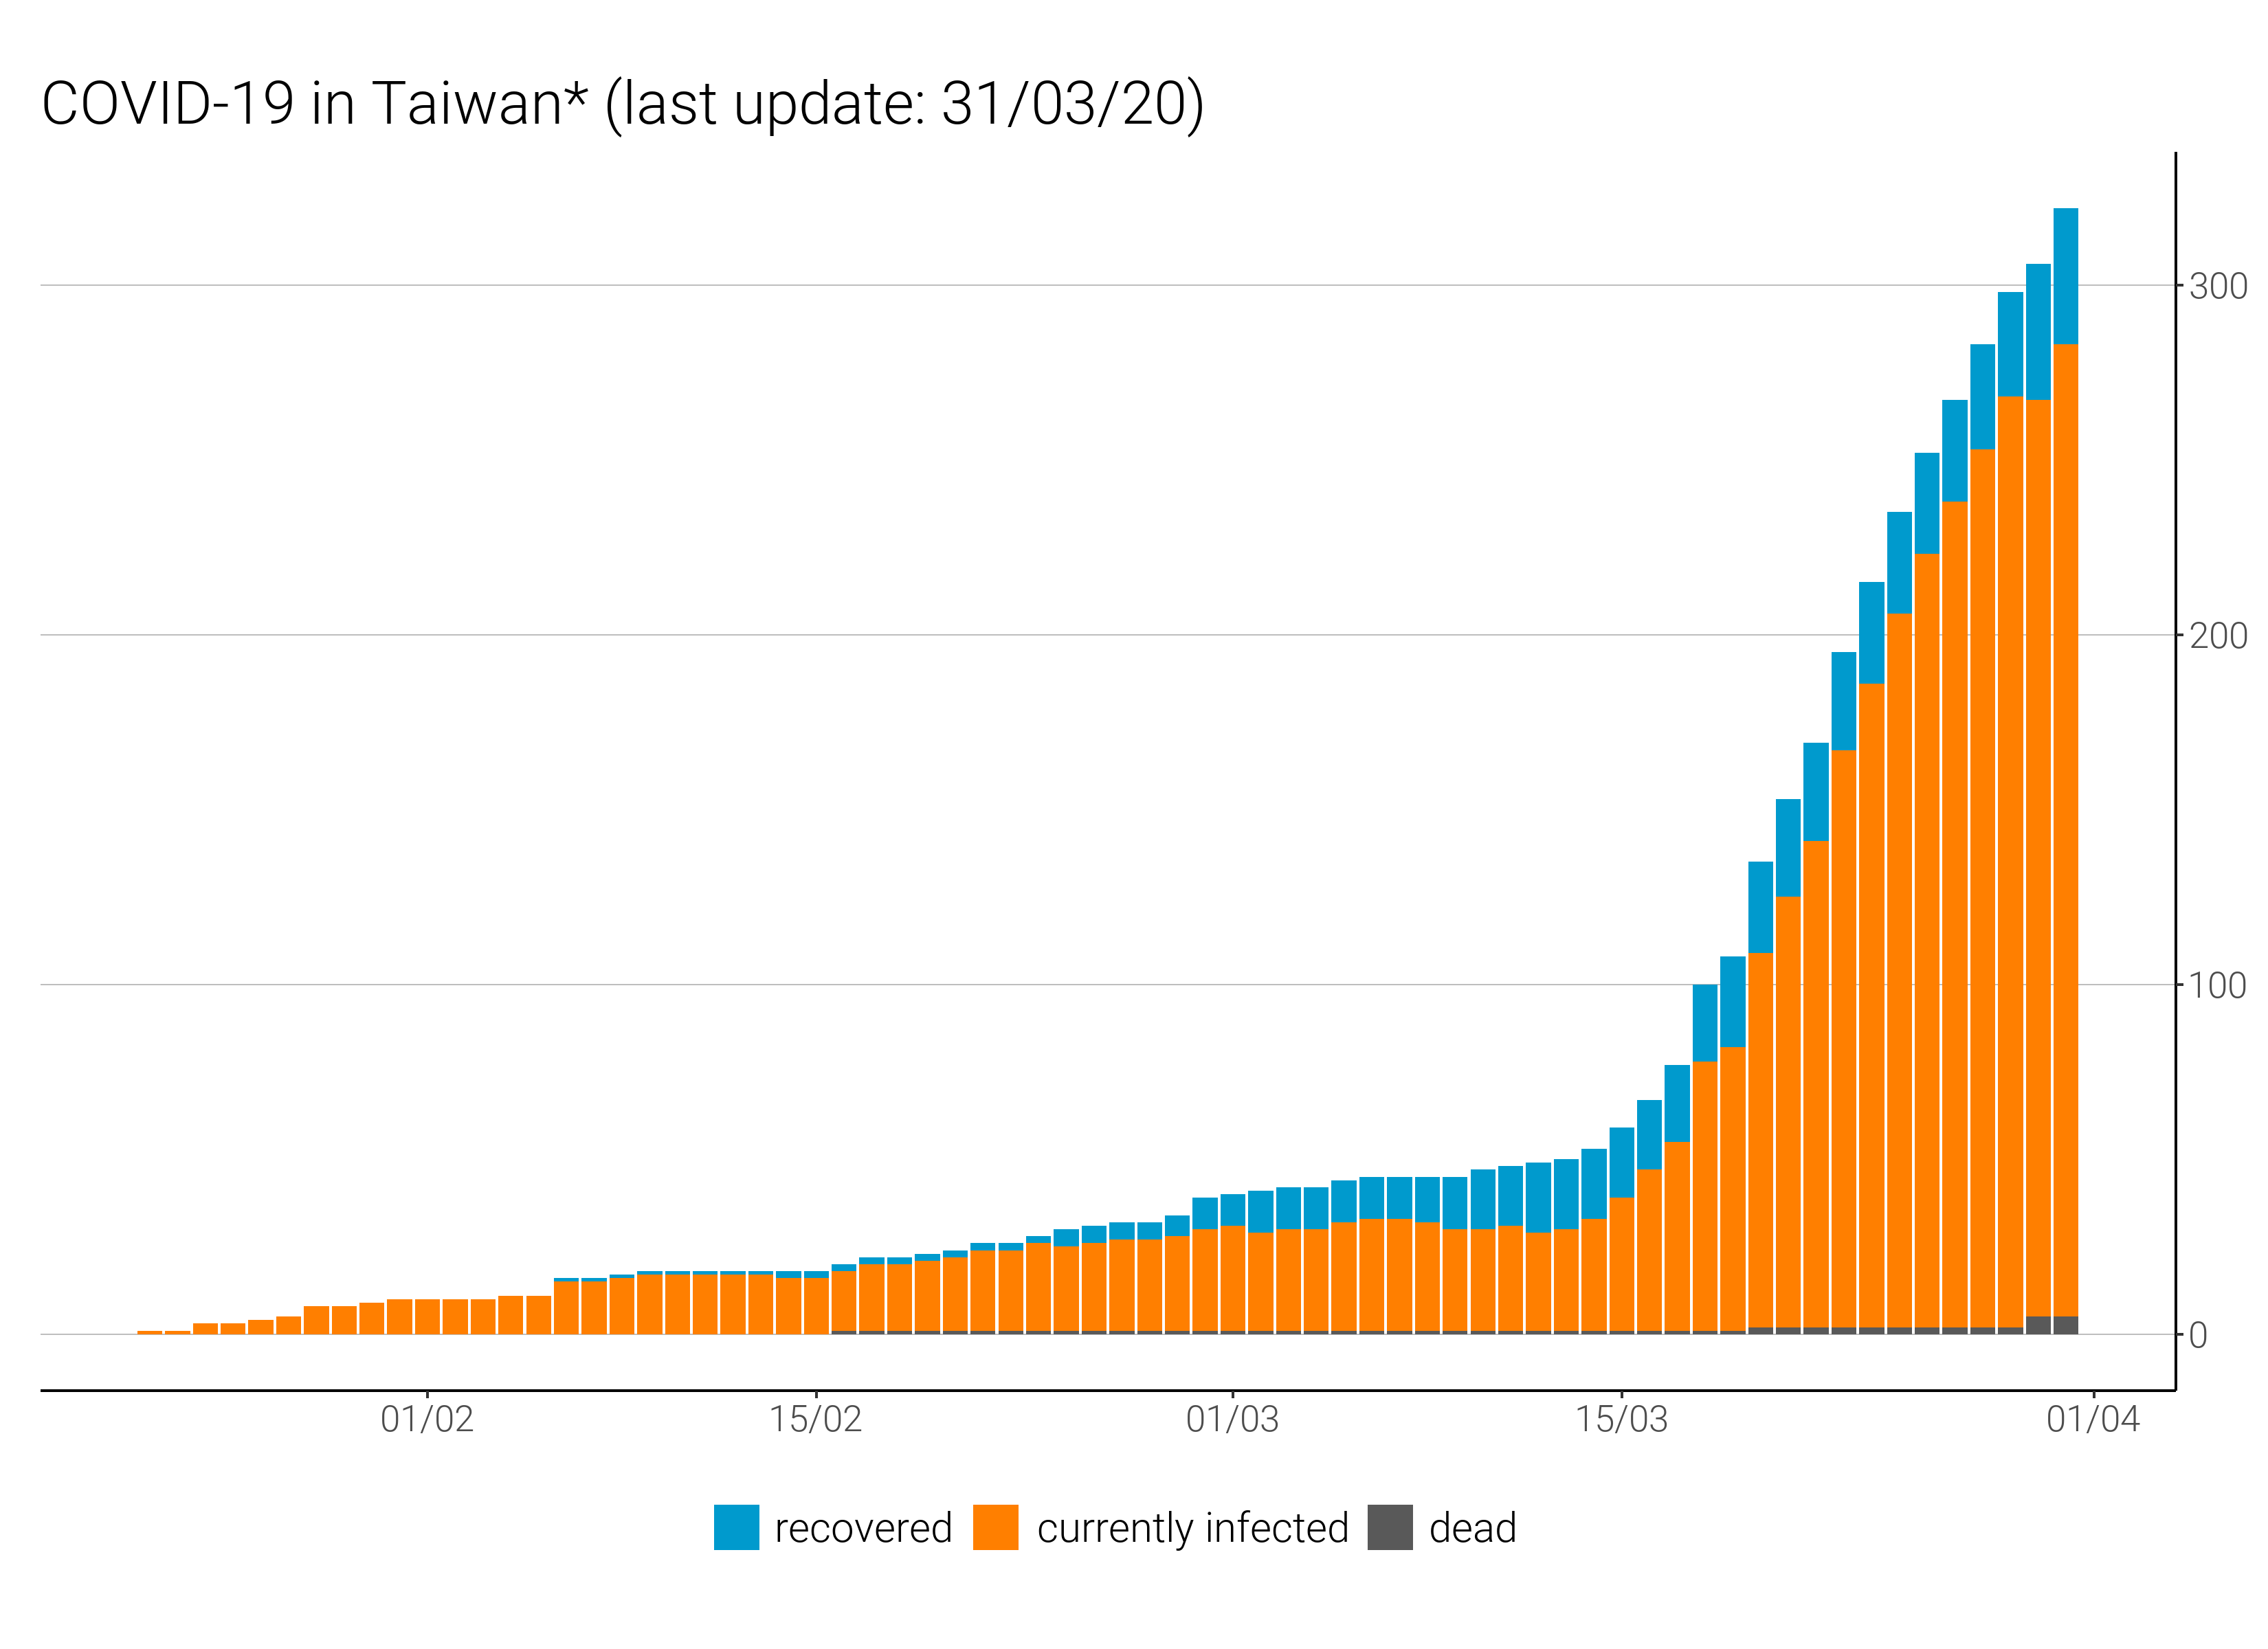 COVID-19 in Taiwan* (last update: 31/03/20)
300
200
100
0
01/02 15/02 01/03 15/03 01/04
recovered currently infected dead